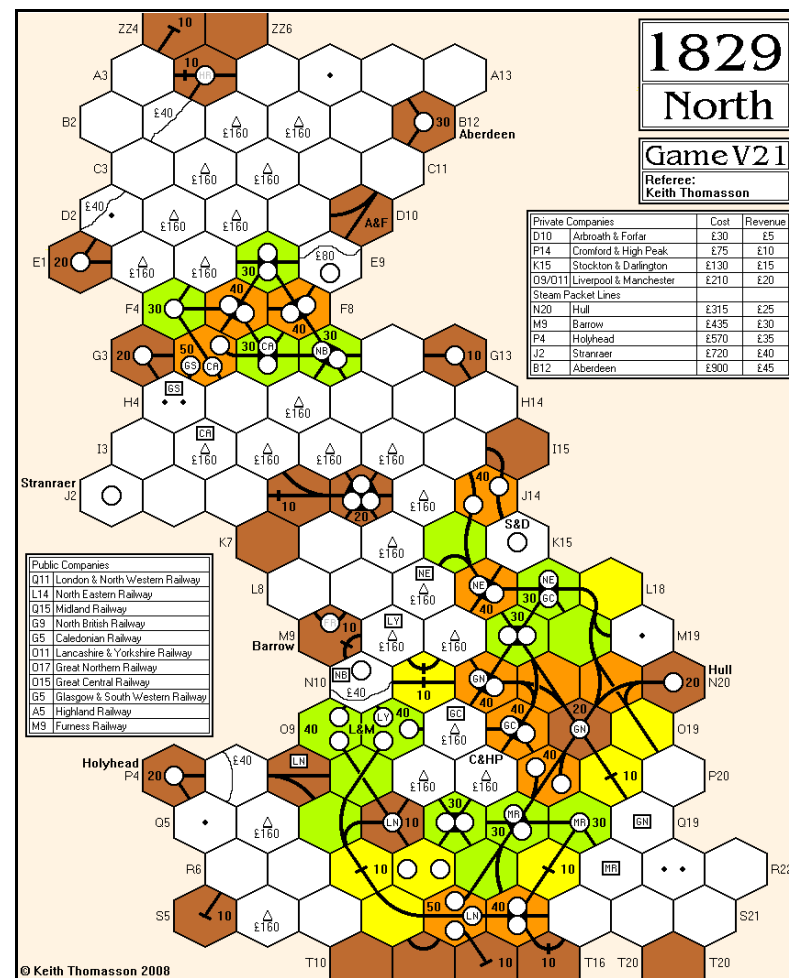 ZZ4 10 ZZ6
1829
North
A3 10 HR A13
B2 £40 £160 £160 30 B12
Aberdeen
Game V21
Referee:
Keith Thomasson
C3 £160 £160 C11
D2 £40 £160 £160 A&F D10
E1 20 £160 £160 30 £80 E9
F4 30 40 40 F8
G3 20 50 GS CA CA 30 NB 30 10 G13
H4 GS £160 H14
I3 CA £160 £160 £160 £160 I15
Stranraer
J2 10 20 £160 40 J14
K7 £160 S&D K15
L8 NE £160 NE 40 NE GC 30 L18
M9 FR 10 LY £160 £160 30 M19
Barrow
N10 NB £40 10 GN 40 20 N20
Hull
O9 40 L&M LY 40 GC £160 GC 40 20 GN O19
Holyhead
P4 20 £40 LN C&HP £160 £160 40 10 P20
Q5 £160 LN 10 30 MR 30 MR 30 GN Q19
R6 10 10 MR R22
S5 10 £160 50 LN 40 S21
T10 10 10 T16 T20 T20
Private Companies Cost Revenue
D10 Arbroath & Forfar £30 £5
P14 Cromford & High Peak £75 £10
K15 Stockton & Darlington £130 £15
O9/O11 Liverpool & Manchester £210 £20
Steam Packet Lines
N20 Hull £315 £25
M9 Barrow £435 £30
P4 Holyhead £570 £35
J2 Stranraer £720 £40
B12 Aberdeen £900 £45
Public Companies
Q11 London & North Western Railway
L14 North Eastern Railway
Q15 Midland Railway
G9 North British Railway
G5 Caledonian Railway
O11 Lancashire & Yorkshire Railway
O17 Great Northern Railway
O15 Great Central Railway
G5 Glasgow & South Western Railway
A5 Highland Railway
M9 Furness Railway
© Keith Thomasson 2008